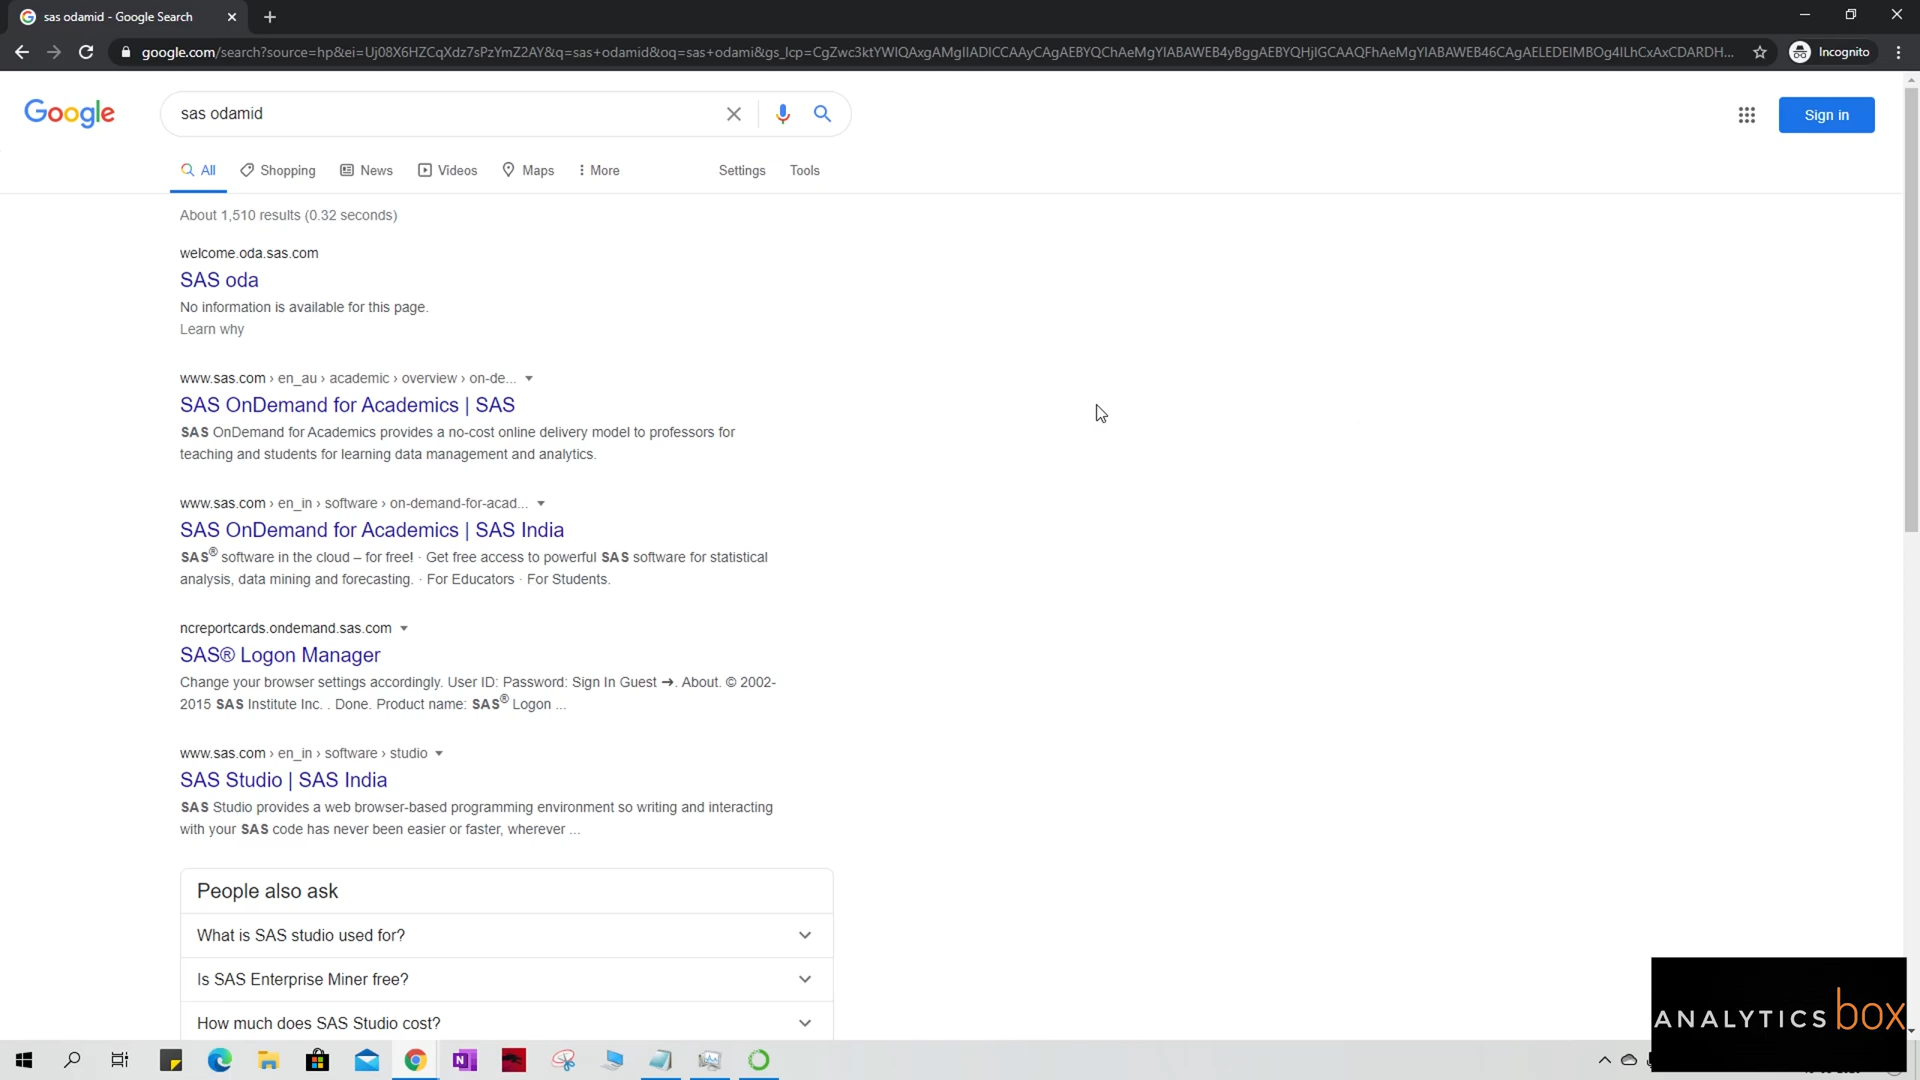 sas odamid - Google Search
google.com/search?source=hp&ei=Uj08X6HZCqXdz7sPzYmZ2AY&q=sas+odamid&oq=sas+odami&gs_lcp=
Incognito
Google
sas odamid
Sign in
All Shopping News Videos Maps More Settings Tools
About 1,510 results (0.32 seconds)
welcome.oda.sas.com
SAS oda
No information is available for this page.
Learn why
www.sas.com › en_au › academic › overview › on-de...
SAS OnDemand for Academics | SAS
SAS OnDemand for Academics provides a no-cost online delivery model to professors for
teaching and students for learning data management and analytics.
www.sas.com › en_in › software › on-demand-for-acad...
SAS OnDemand for Academics | SAS India
SAS® software in the cloud – for free! · Get free access to powerful SAS software for statistical
analysis, data mining and forecasting. · For Educators · For Students.
ncreportcards.ondemand.sas.com
SAS® Logon Manager
Change your browser settings accordingly. User ID: Password: Sign In Guest ➔. About. © 2002-
2015 SAS Institute Inc. . Done. Product name: SAS® Logon ...
www.sas.com › en_in › software › studio
SAS Studio | SAS India
SAS Studio provides a web browser-based programming environment so writing and interacting
with your SAS code has never been easier or faster, wherever ...
People also ask
What is SAS studio used for?
Is SAS Enterprise Miner free?
How much does SAS Studio cost?
ANALYTICS box